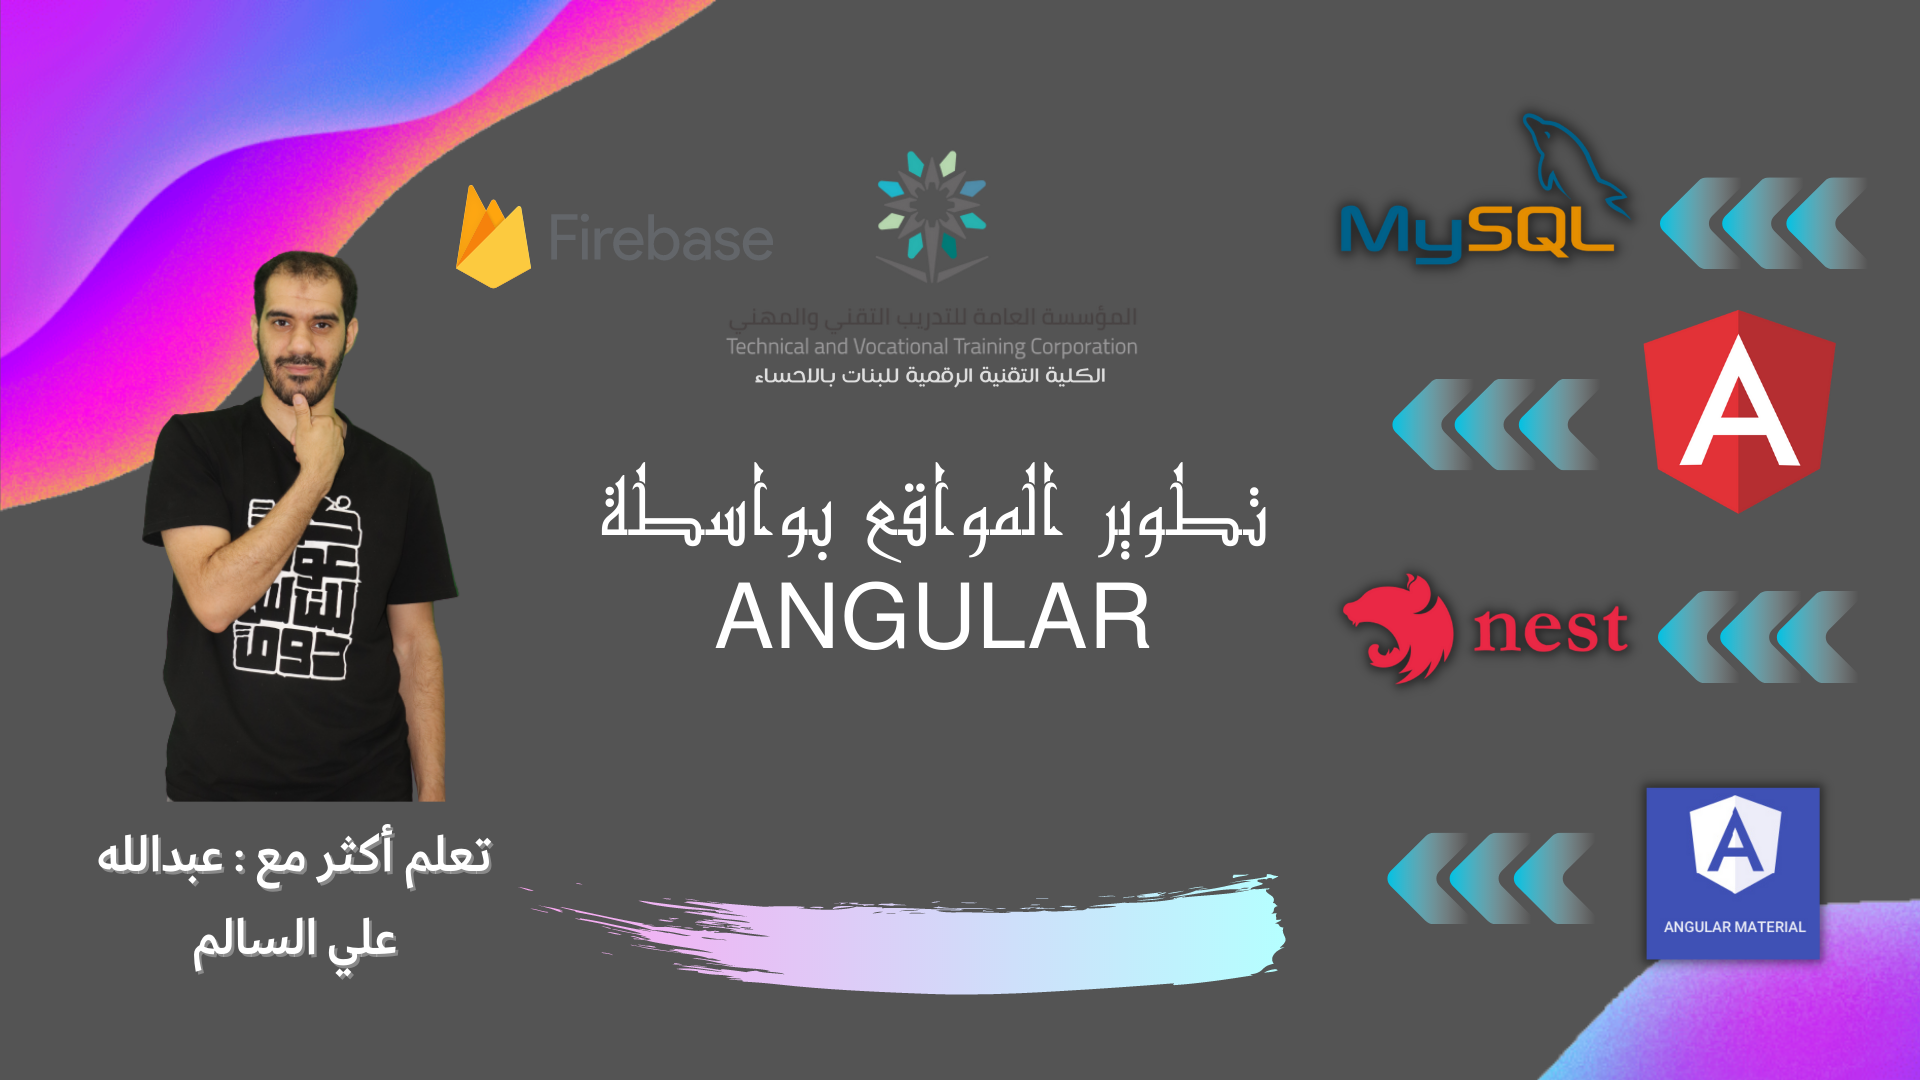 Firebase
المؤسسة العامة للتدريب التقني والمهني
Technical and Vocational Training Corporation
الكلية التقنية الرقمية للبنات بالاحساء
MySQL
تطوير المواقع بواسطة
ANGULAR
A
nest
A
ANGULAR MATERIAL
تعلم أكثر مع : عبدالله
علي السالم